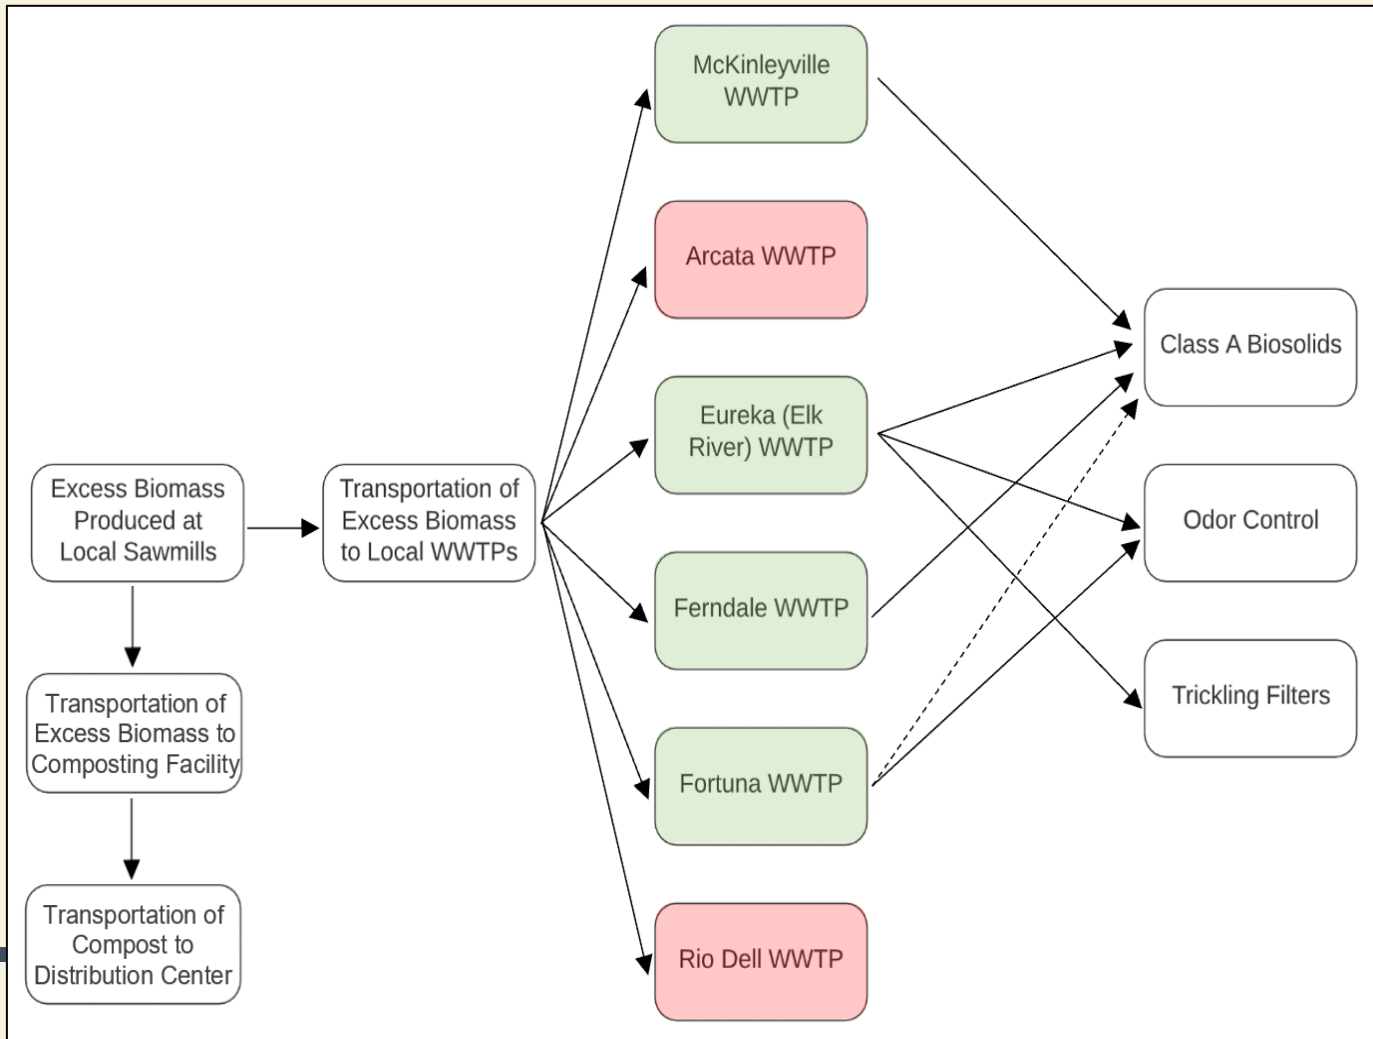 McKinleyville
WWTP
Arcata WWTP
Eureka (Elk
River) WWTP
Ferndale WWTP
Fortuna WWTP
Rio Dell WWTP
Excess Biomass
Produced at
Local Sawmills
Transportation of
Excess Biomass
to Local WWTPs
Transportation of
Excess Biomass to
Composting Facility
Transportation of
Compost to
Distribution Center
Class A Biosolids
Odor Control
Trickling Filters